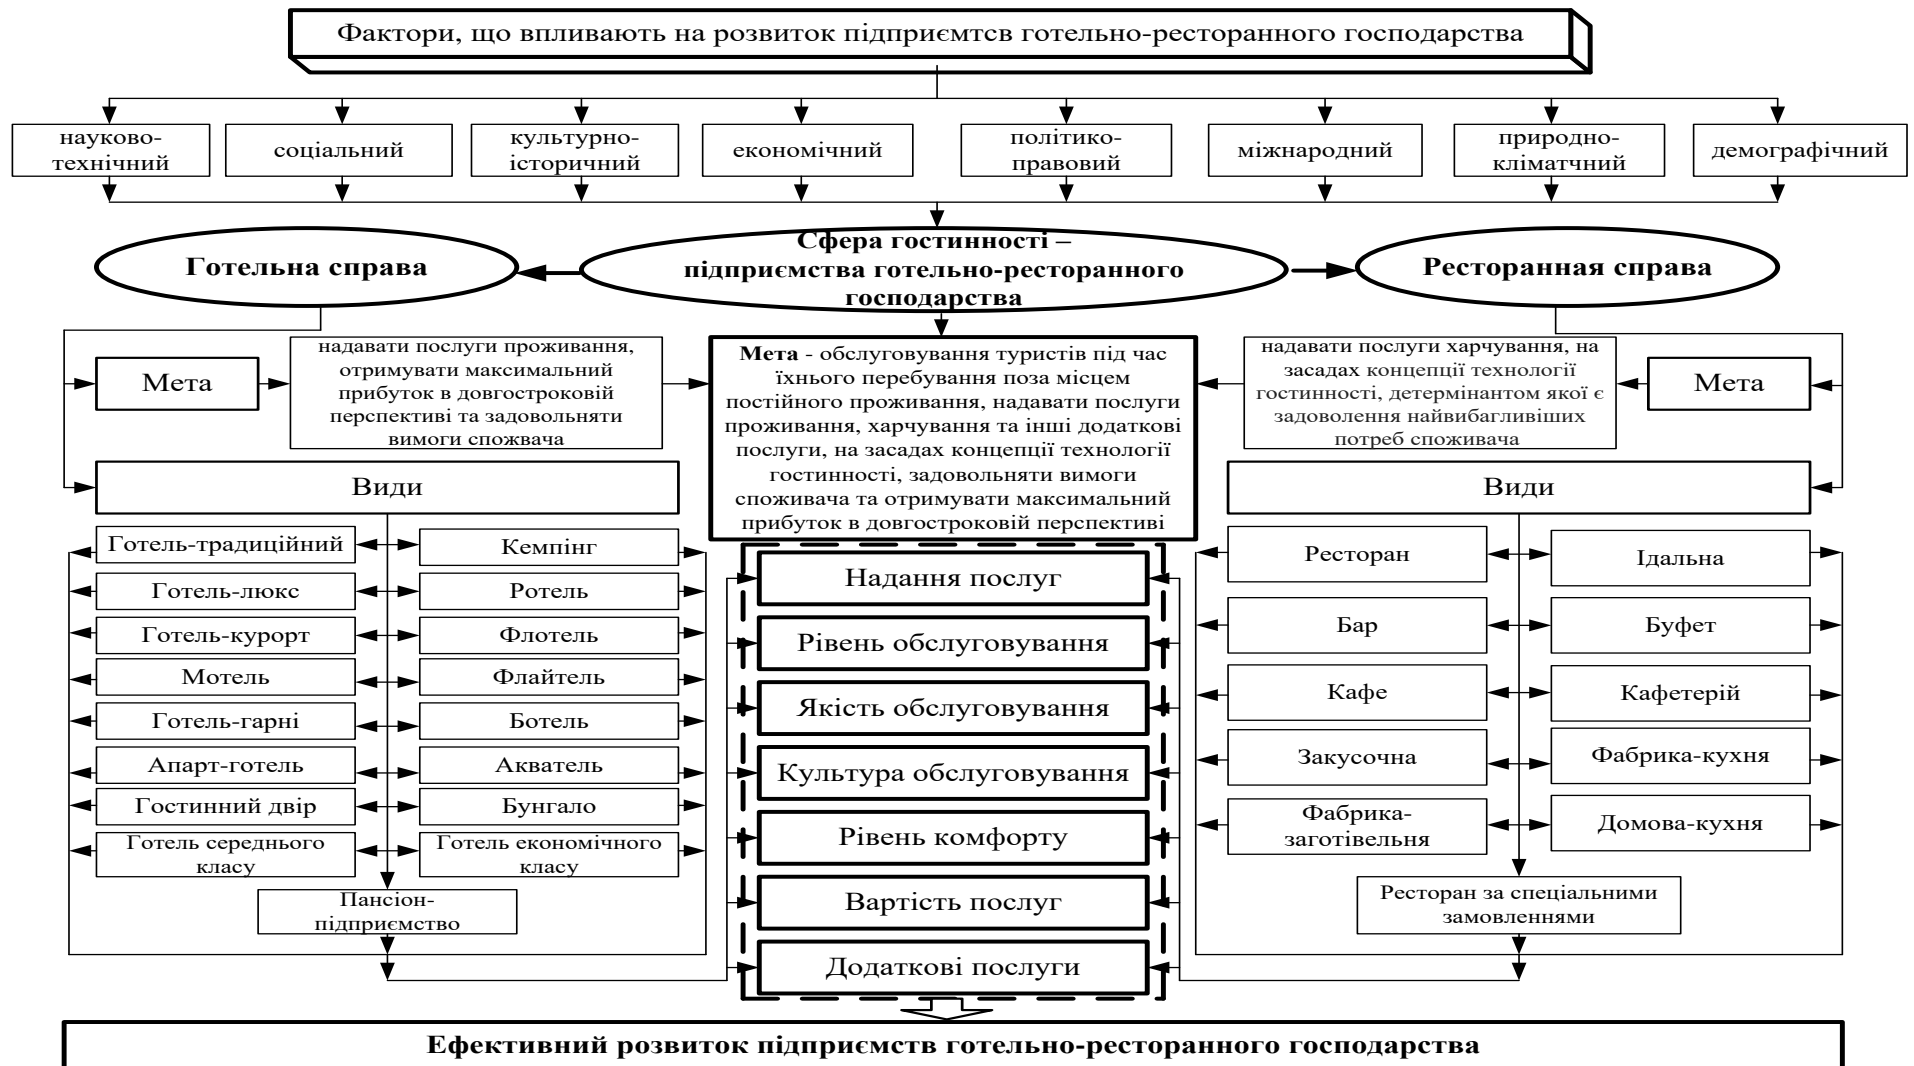 Фактори, що впливають на розвиток підприємтсв готельно-ресторанного господарства
науково-
технічний
соціальний
культурно-
історичний
економічний
політико-
правовий
міжнародний
природно-
кліматчний
демографічний
Готельна справа
Сфера гостинності –
підприємства готельно-ресторанного
господарства
Ресторанная справа
Мета
надавати послуги проживання,
отримувати максимальний
прибуток в довгостроковій
перспективі та задовольняти
вимоги спожвача
Мета - обслуговування туристів під час
їхнього перебування поза місцем
постійного проживання, надавати послуги
проживання, харчування та інші додаткові
послуги, на засадах концепції технології
гостинності, задовольняти вимоги
споживача та отримувати максимальний
прибуток в довгостроковій перспективі
надавати послуги харчування, на
засадах концепції технології
гостинності, детермінантом якої є
задоволення найвибагливіших
потреб споживача
Мета
Види
Готель-традиційний
Кемпінг
Готель-люкс
Ротель
Готель-курорт
Флотель
Мотель
Флайтель
Готель-гарні
Ботель
Апарт-готель
Акватель
Гостинний двір
Бунгало
Готель середнього
класу
Готель економічного
класу
Пансіон-
підприємство
Надання послуг
Рівень обслуговування
Якість обслуговування
Культура обслуговування
Рівень комфорту
Вартість послуг
Додаткові послуги
Види
Ресторан
Ідальна
Бар
Буфет
Кафе
Кафетерій
Закусочна
Фабрика-кухня
Фабрика-
заготівельня
Домова-кухня
Ресторан за спеціальними
замовленнями
Ефективний розвиток підприємств готельно-ресторанного господарства